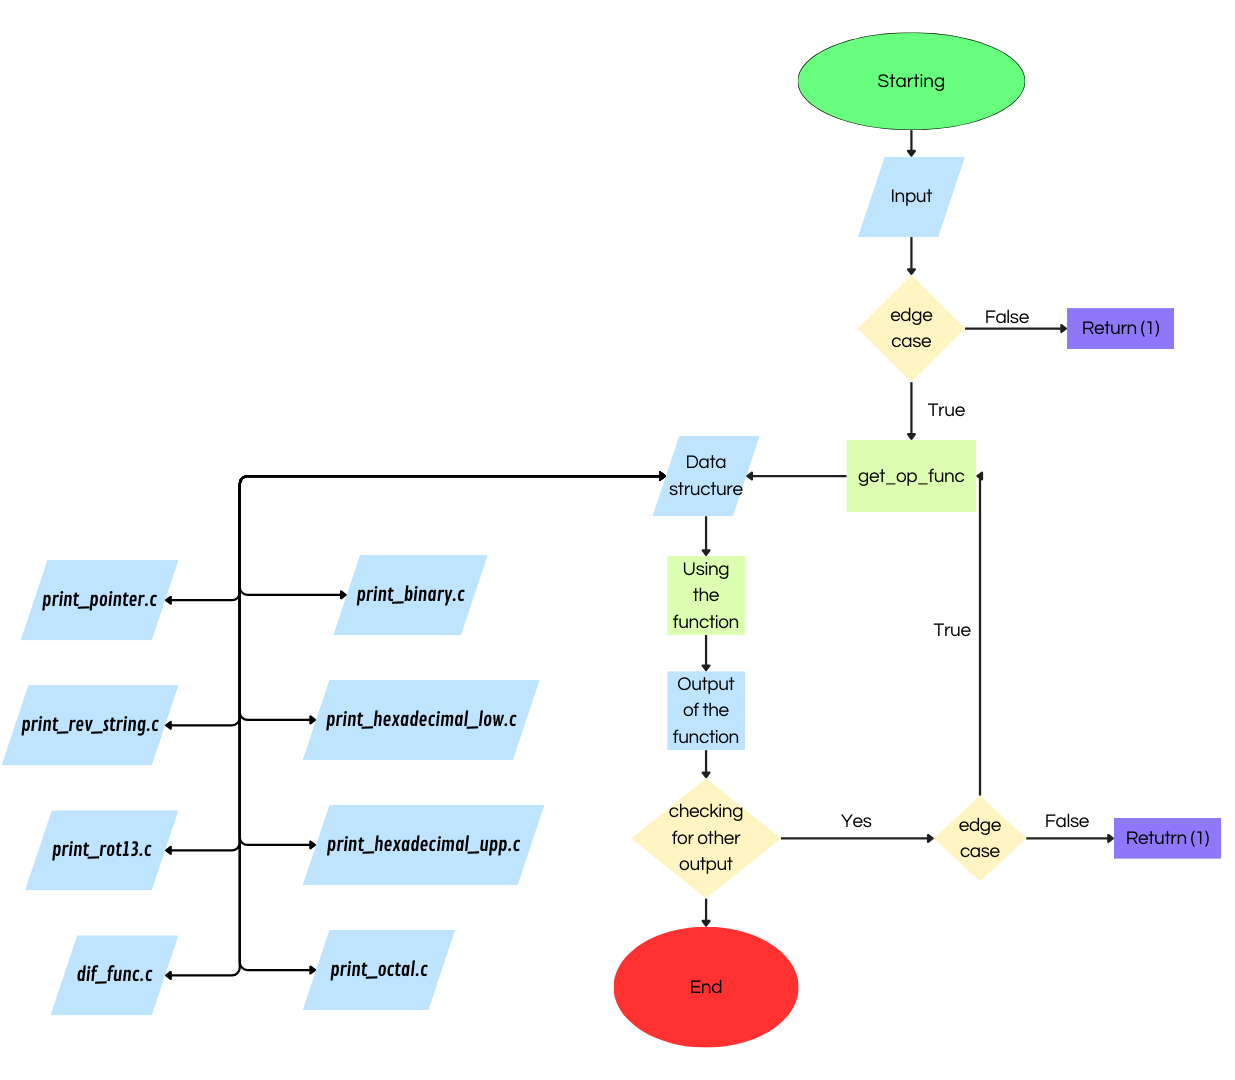 Starting
Input
edge
case
False
Return (1)
True
get_op_func
Data
structure
Using
the
function
Output
of the
function
checking
for other
output
Yes
edge
case
True
False
Retutrn (1)
End
print_pointer.c
print_binary.c
print_rev_string.c
print_hexadecimal_low.c
print_rot13.c
print_hexadecimal_upp.c
dif_func.c
print_octal.c